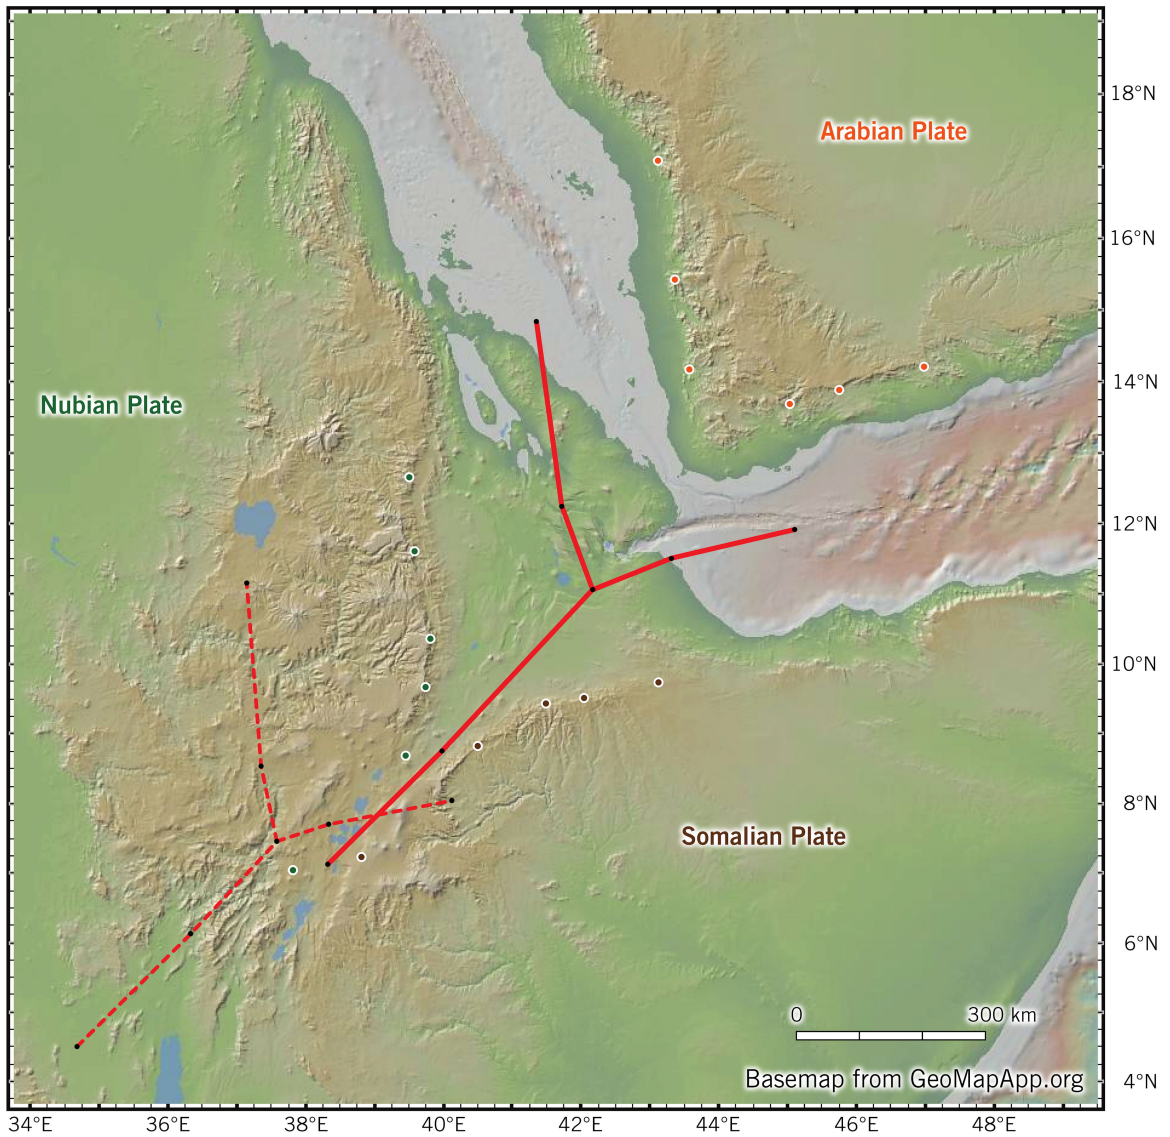 18°N
Arabian Plate
16°N
14°N
Nubian Plate
12°N
10°N
8°N
Somalian Plate
6°N
0 300 km
Basemap from GeoMapApp.org
4°N
34°E 36°E 38°E 40°E 42°E 44°E 46°E 48°E